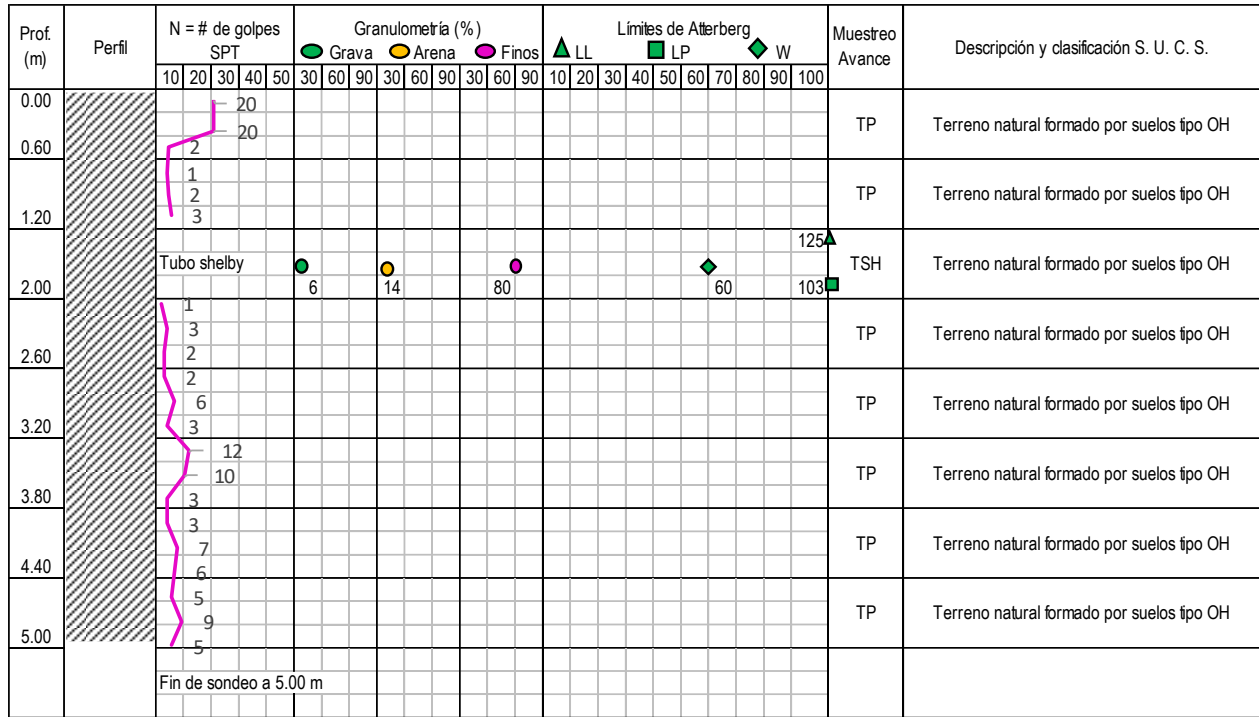 Prof. (m)
Perfil
N = # de golpes
SPT
10 20 30 40 50
Granulometría (%)
Grava Arena Finos
30 60 90 30 60 90 30 60 90
Límites de Atterberg
LL LP W
10 20 30 40 50 60 70 80 90 100
Muestreo
Avance
Descripción y clasificación S. U. C. S.
0.00
20
20
TP Terreno natural formado por suelos tipo OH
0.60
2
1
2
TP Terreno natural formado por suelos tipo OH
1.20
3
125
Tubo shelby
TSH Terreno natural formado por suelos tipo OH
2.00
6 14 80 60 103
1
3
TP Terreno natural formado por suelos tipo OH
2.60
2
2
6
TP Terreno natural formado por suelos tipo OH
3.20
3
12
10
TP Terreno natural formado por suelos tipo OH
3.80
3
3
7
TP Terreno natural formado por suelos tipo OH
4.40
6
5
9
TP Terreno natural formado por suelos tipo OH
5.00
5
Fin de sondeo a 5.00 m